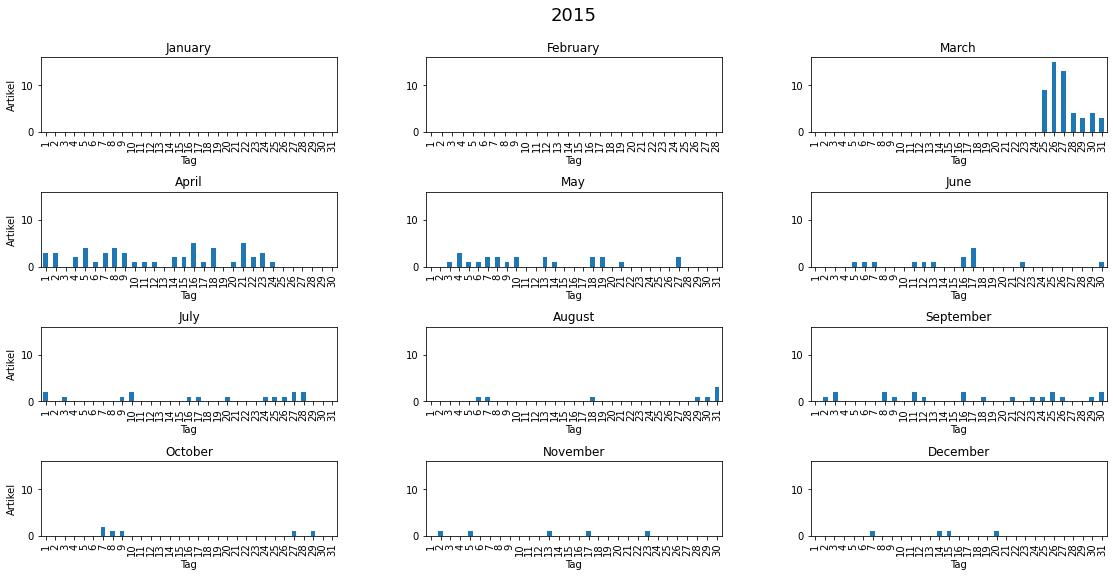 2015
January
February
March
10
0
Artikel
1 2 3 4 5 6 7 8 9 10 11 12 13 14 15 16 17 18 19 20 21 22 23 24 25 26 27 28 29 30 31
Tag
10
0
1 2 3 4 5 6 7 8 9 10 11 12 13 14 15 16 17 18 19 20 21 22 23 24 25 26 27 28
Tag
10
0
1 2 3 4 5 6 7 8 9 10 11 12 13 14 15 16 17 18 19 20 21 22 23 24 25 26 27 28 29 30 31
Tag
April
May
June
10
0
Artikel
1 2 3 4 5 6 7 8 9 10 11 12 13 14 15 16 17 18 19 20 21 22 23 24 25 26 27 28 29 30
Tag
10
0
1 2 3 4 5 6 7 8 9 10 11 12 13 14 15 16 17 18 19 20 21 22 23 24 25 26 27 28 29 30 31
Tag
10
0
1 2 3 4 5 6 7 8 9 10 11 12 13 14 15 16 17 18 19 20 21 22 23 24 25 26 27 28 29 30
Tag
July
August
September
10
0
Artikel
1 2 3 4 5 6 7 8 9 10 11 12 13 14 15 16 17 18 19 20 21 22 23 24 25 26 27 28 29 30 31
Tag
10
0
1 2 3 4 5 6 7 8 9 10 11 12 13 14 15 16 17 18 19 20 21 22 23 24 25 26 27 28 29 30 31
Tag
10
0
1 2 3 4 5 6 7 8 9 10 11 12 13 14 15 16 17 18 19 20 21 22 23 24 25 26 27 28 29 30
Tag
October
November
December
10
0
Artikel
1 2 3 4 5 6 7 8 9 10 11 12 13 14 15 16 17 18 19 20 21 22 23 24 25 26 27 28 29 30 31
Tag
10
0
1 2 3 4 5 6 7 8 9 10 11 12 13 14 15 16 17 18 19 20 21 22 23 24 25 26 27 28 29 30
Tag
10
0
1 2 3 4 5 6 7 8 9 10 11 12 13 14 15 16 17 18 19 20 21 22 23 24 25 26 27 28 29 30 31
Tag